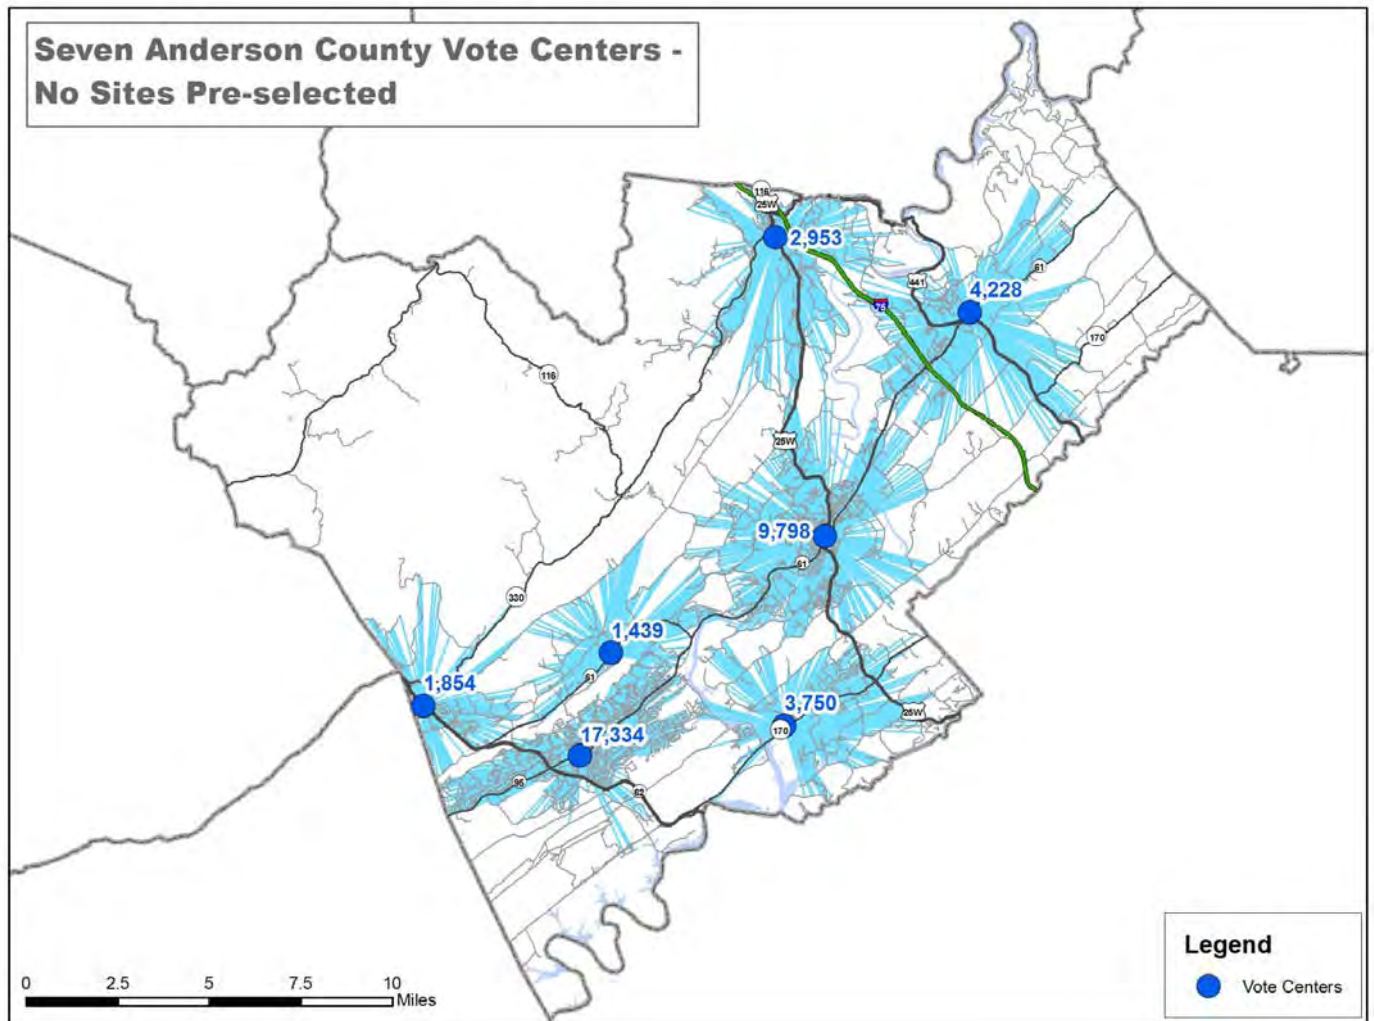 Seven Anderson County Vote Centers -
No Sites Pre-selected
116
25W
2,953
61
441
4,228
75
170
116
25W
9,798
61
330
1,439
1,854
61
3,750
25W
170
17,334
95
62
Legend
Vote Centers
0 2.5 5 7.5 10
Miles